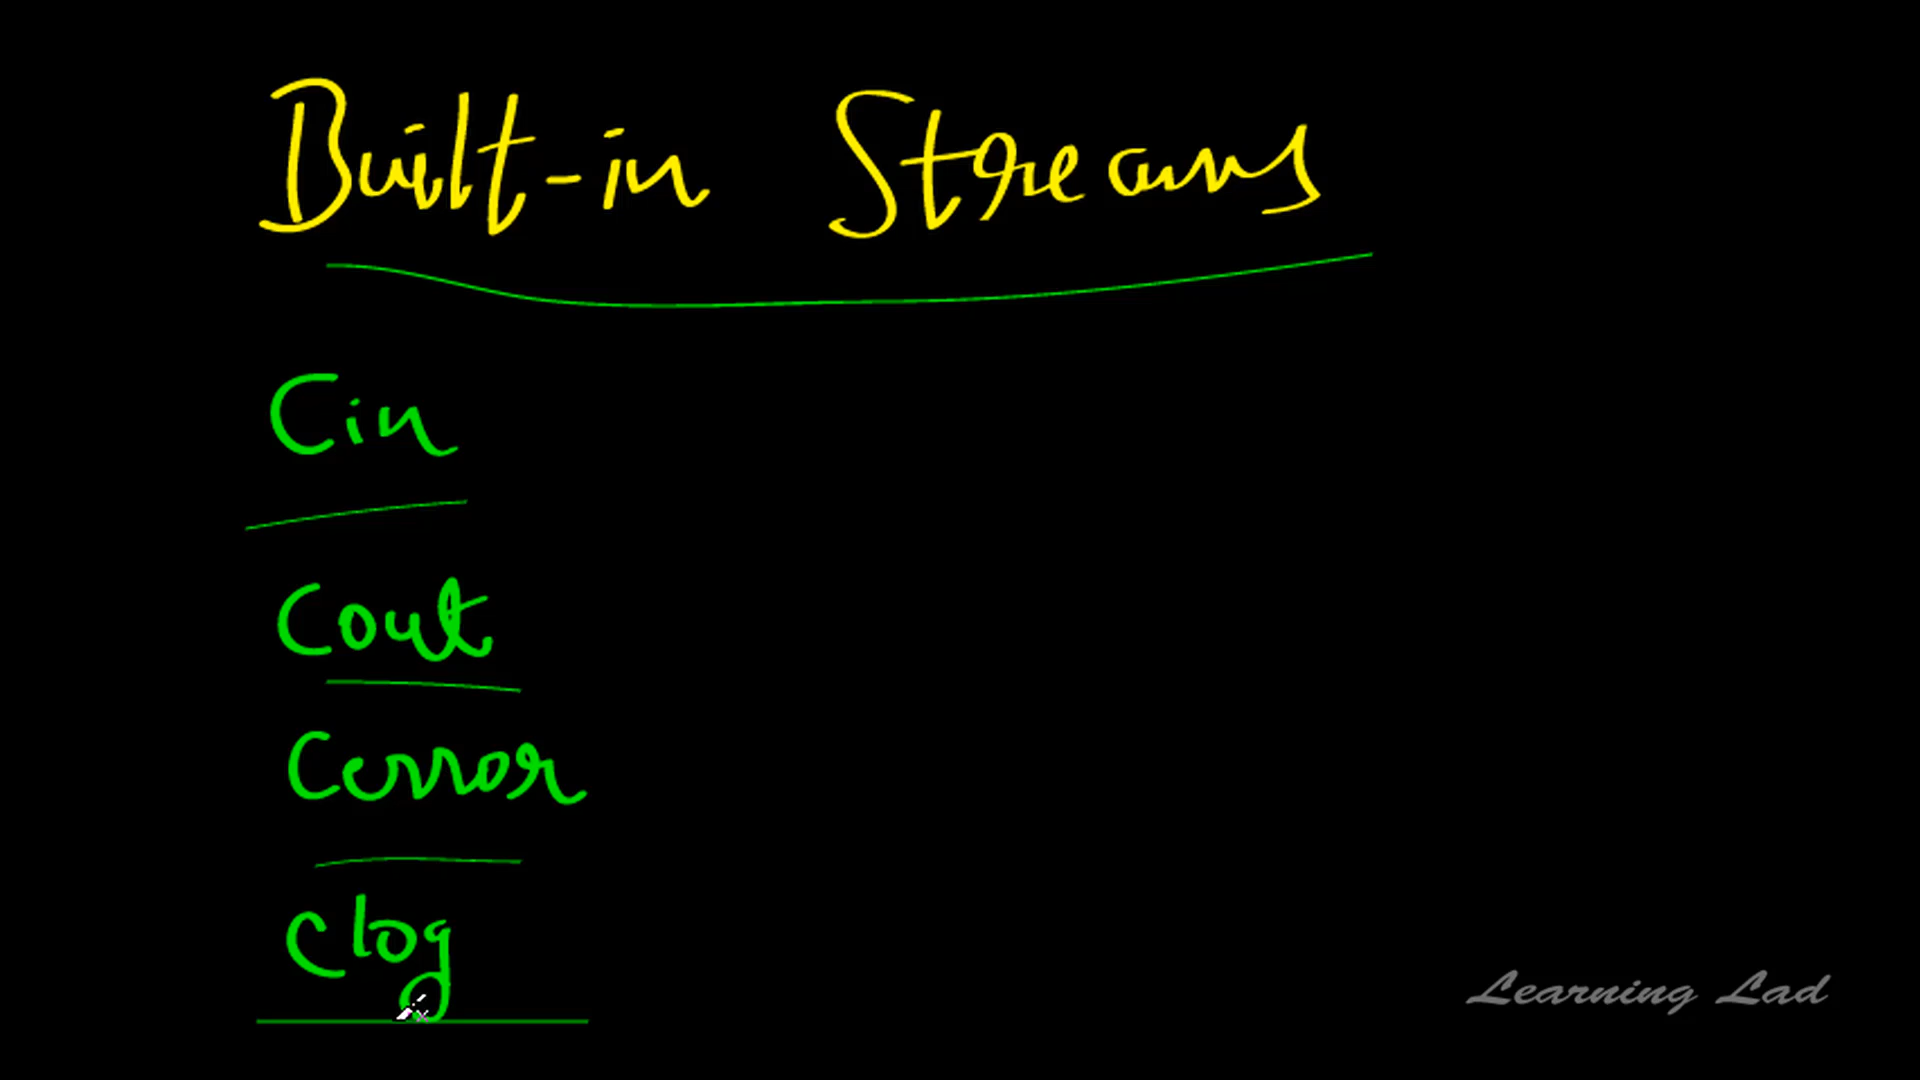 Built-in Streams
Cin
Cout
Cerror
Clog
Learning Lad